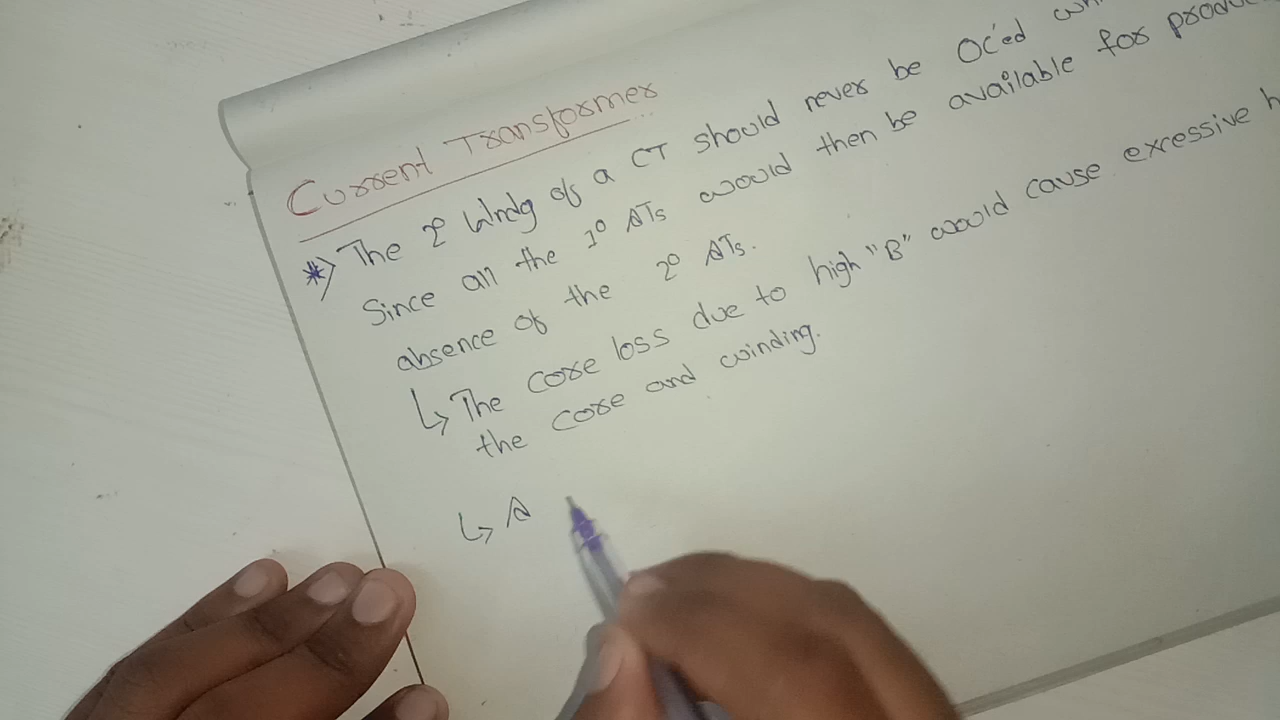 Current Transformer
*) The 2° Wndg of a CT should never be OC'ed
Since all the 1° ATs would then be available for
absence of the 2° ATs.
↳ The core loss due to high "B" would cause excessive
the core and winding.
↳ A